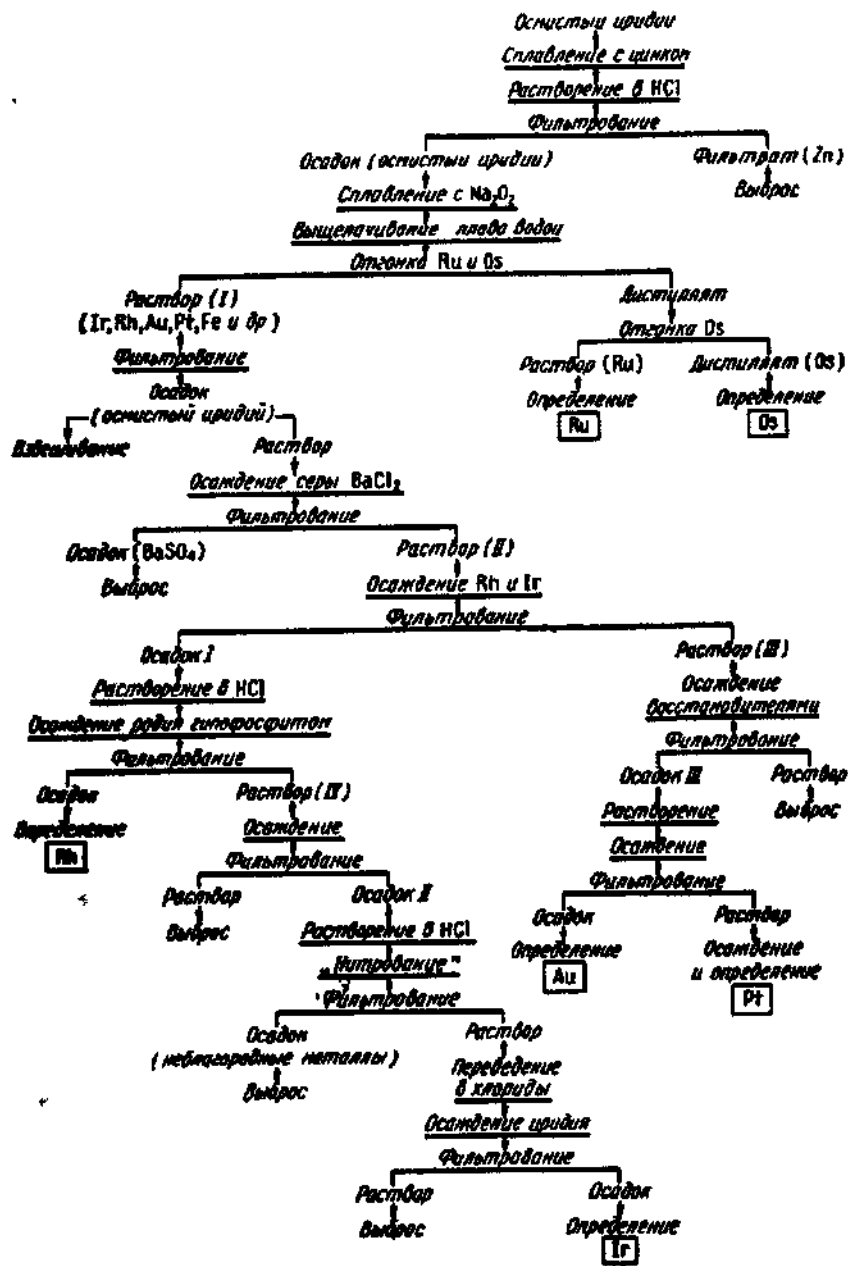 Осмистый иридий
Сплавление с цинком
Растворение в HCl
Фильтрование
Осадок (осмистый иридий)
Фильтрат (Zn)
Сплавление с Na₂O₂
Выброс
Выщелачивание плава водой
Отгонка Ru и Os
Раствор (I)
(Ir, Rh, Au, Pt, Fe и др)
Дистиллят
Отгонка Os
Фильтрование
Раствор (Ru)
Дистиллят (Os)
Осадок
(осмистый иридий)
Определение
Определение
Ru
Os
Взвешивание
Раствор
Осаждение серы BaCl₂
Фильтрование
Осадок (BaSO₄)
Раствор (II)
Выброс
Осаждение Rh и Ir
Фильтрование
Осадок I
Раствор (III)
Растворение в HCl
Осаждение
восстановителями
Осаждение родия гипофосфитом
Фильтрование
Фильтрование
Осадок
Раствор (IV)
Осадок III
Раствор
Определение
Осаждение
Растворение
Выброс
Rh
Фильтрование
Осаждение
Фильтрование
Раствор
Осадок II
Осадок
Раствор
Выброс
Растворение в HCl
Определение
Осаждение
и определение
„Нитрование"
Au
Pt
Фильтрование
Осадок
(неблагородные металлы)
Раствор
Выброс
Переведение
в хлориды
Осаждение иридия
Фильтрование
Раствор
Осадок
Выброс
Определение
Ir